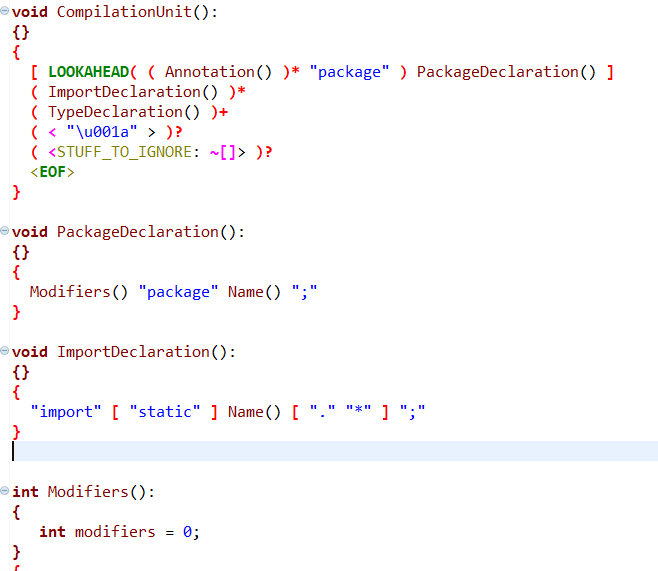 void CompilationUnit():
{}
{
  [ LOOKAHEAD( ( Annotation() )* "package" ) PackageDeclaration() ]
  ( ImportDeclaration() )*
  ( TypeDeclaration() )+
  ( < "\u001a" > )?
  ( <STUFF_TO_IGNORE: ~[]> )?
  <EOF>
}

void PackageDeclaration():
{}
{
  Modifiers() "package" Name() ";"
}

void ImportDeclaration():
{}
{
  "import" [ "static" ] Name() [ "." "*" ] ";"
}

int Modifiers():
{
   int modifiers = 0;
}
{